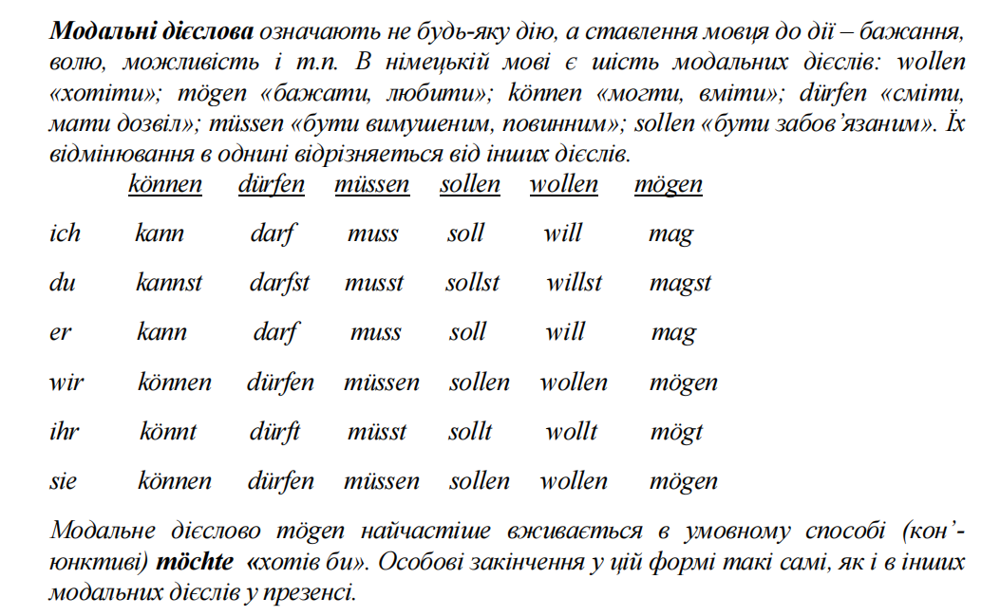 Модальні дієслова означають не будь-яку дію, а ставлення мовця до дії – бажання,
волю, можливість і т.п. В німецькій мові є шість модальних дієслів: wollen
«хотіти»; mögen «бажати, любити»; können «могти, вміти»; dürfen «сміти,
мати дозвіл»; müssen «бути вимушеним, повинним»; sollen «бути забов’язаним». Їх
відмінювання в однині відрізняеться від інших дієслів.
können dürfen müssen sollen wollen mögen
ich kann darf muss soll will mag
du kannst darfst musst sollst willst magst
er kann darf muss soll will mag
wir können dürfen müssen sollen wollen mögen
ihr könnt dürft müsst sollt wollt mögt
sie können dürfen müssen sollen wollen mögen
Модальне дієслово mögen найчастіше вживається в умовному способі (кон’-
юнктиві) möchte «хотів би». Особові закінчення у цій формі такі самі, як і в інших
модальних дієслів у презенсі.